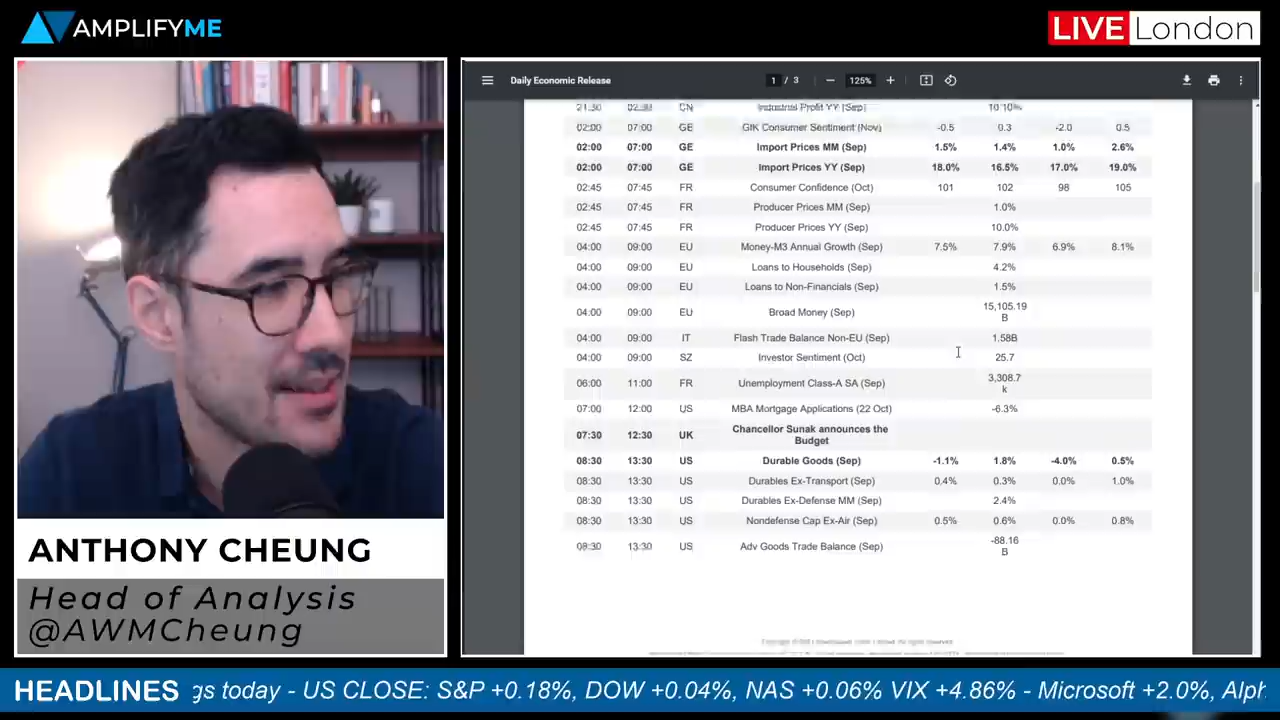 AMPLIFYME
LIVE London
Daily Economic Release
1 / 3
125%
21:30 02:30 CN Industrial Profit YY (Sep) 10.10%
02:00 07:00 GE GfK Consumer Sentiment (Nov) -0.5 0.3 -2.0 0.5
02:00 07:00 GE Import Prices MM (Sep) 1.5% 1.4% 1.0% 2.6%
02:00 07:00 GE Import Prices YY (Sep) 18.0% 16.5% 17.0% 19.0%
02:45 07:45 FR Consumer Confidence (Oct) 101 102 98 105
02:45 07:45 FR Producer Prices MM (Sep) 1.0%
02:45 07:45 FR Producer Prices YY (Sep) 10.0%
04:00 09:00 EU Money-M3 Annual Growth (Sep) 7.5% 7.9% 6.9% 8.1%
04:00 09:00 EU Loans to Households (Sep) 4.2%
04:00 09:00 EU Loans to Non-Financials (Sep) 1.5%
04:00 09:00 EU Broad Money (Sep) 15,105.19
B
04:00 09:00 IT Flash Trade Balance Non-EU (Sep) 1.58B
04:00 09:00 SZ Investor Sentiment (Oct) 25.7
06:00 11:00 FR Unemployment Class-A SA (Sep) 3,308.7
k
07:00 12:00 US MBA Mortgage Applications (22 Oct) -6.3%
07:30 12:30 UK Chancellor Sunak announces the
Budget
08:30 13:30 US Durable Goods (Sep) -1.1% 1.8% -4.0% 0.5%
08:30 13:30 US Durables Ex-Transport (Sep) 0.4% 0.3% 0.0% 1.0%
08:30 13:30 US Durables Ex-Defense MM (Sep) 2.4%
08:30 13:30 US Nondefense Cap Ex-Air (Sep) 0.5% 0.6% 0.0% 0.8%
08:30 13:30 US Adv Goods Trade Balance (Sep) -88.16
B
ANTHONY CHEUNG
Head of Analysis
@AWMCheung
HEADLINES gs today - US CLOSE: S&P +0.18%, DOW +0.04%, NAS +0.06% VIX +4.86% - Microsoft +2.0%, Alph